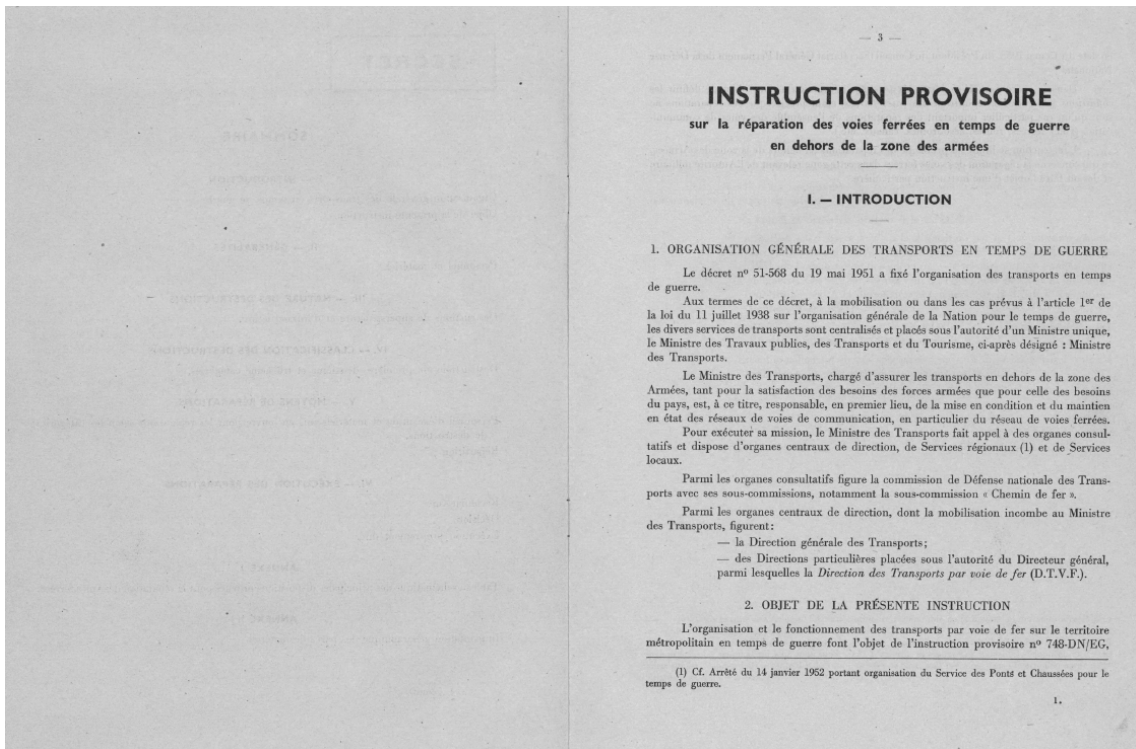 — 3 —
INSTRUCTION PROVISOIRE
sur la réparation des voies ferrées en temps de guerre
en dehors de la zone des armées
I. — INTRODUCTION
1. ORGANISATION GÉNÉRALE DES TRANSPORTS EN TEMPS DE GUERRE
Le décret nº 51-568 du 19 mai 1951 a fixé l'organisation des transports en temps
de guerre.
Aux termes de ce décret, à la mobilisation ou dans les cas prévus à l'article 1er de
la loi du 11 juillet 1938 sur l'organisation générale de la Nation pour le temps de guerre,
les divers services de transports sont centralisés et placés sous l'autorité d'un Ministre unique,
le Ministre des Travaux publics, des Transports et du Tourisme, ci-après désigné : Ministre
des Transports.
Le Ministre des Transports, chargé d'assurer les transports en dehors de la zone des
Armées, tant pour la satisfaction des besoins des forces armées que pour celle des besoins
du pays, est, à ce titre, responsable, en premier lieu, de la mise en condition et du maintien
en état des réseaux de voies de communication, en particulier du réseau de voies ferrées.
Pour exécuter sa mission, le Ministre des Transports fait appel à des organes consul-
tatifs et dispose d'organes centraux de direction, de Services régionaux (1) et de Services
locaux.
Parmi les organes consultatifs figure la commission de Défense nationale des Trans-
ports avec ses sous-commissions, notamment la sous-commission « Chemin de fer ».
Parmi les organes centraux de direction, dont la mobilisation incombe au Ministre
des Transports, figurent :
— la Direction générale des Transports;
— des Directions particulières placées sous l'autorité du Directeur général,
parmi lesquelles la Direction des Transports par voie de fer (D.T.V.F.).
2. OBJET DE LA PRÉSENTE INSTRUCTION
L'organisation et le fonctionnement des transports par voie de fer sur le territoire
métropolitain en temps de guerre font l'objet de l'instruction provisoire nº 748-DN/EG,
(1) Cf. Arrêté du 14 janvier 1952 portant organisation du Service des Ponts et Chaussées pour le
temps de guerre.
1.